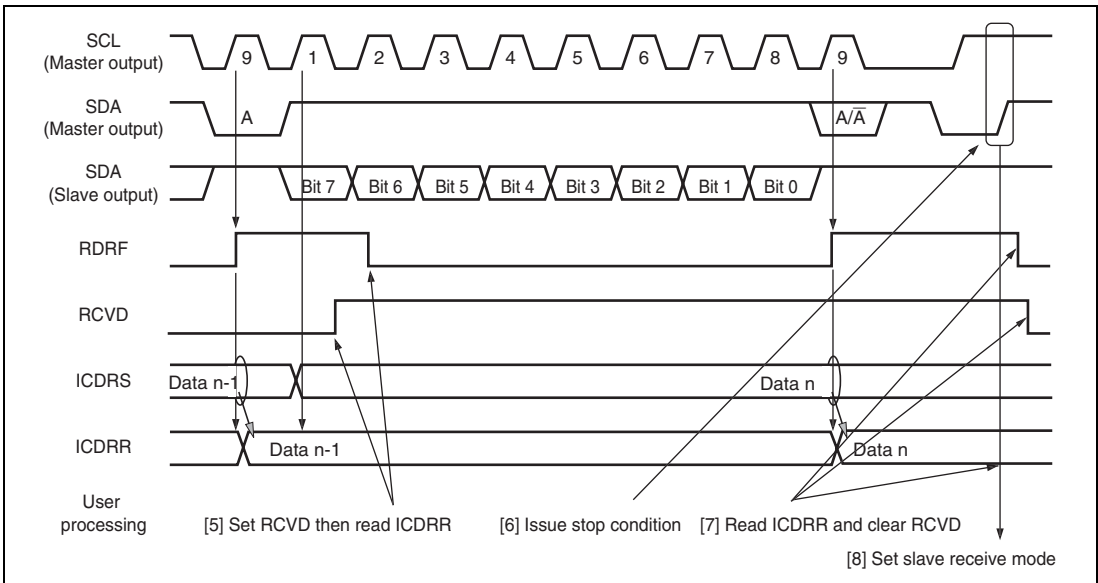 SCL
(Master output)
9 1 2 3 4 5 6 7 8 9
SDA
(Master output)
A A/A̅
SDA
(Slave output)
Bit 7 Bit 6 Bit 5 Bit 4 Bit 3 Bit 2 Bit 1 Bit 0
RDRF
RCVD
ICDRS
Data n-1 Data n
ICDRR
Data n-1 Data n
User
processing
[5] Set RCVD then read ICDRR [6] Issue stop condition [7] Read ICDRR and clear RCVD
[8] Set slave receive mode